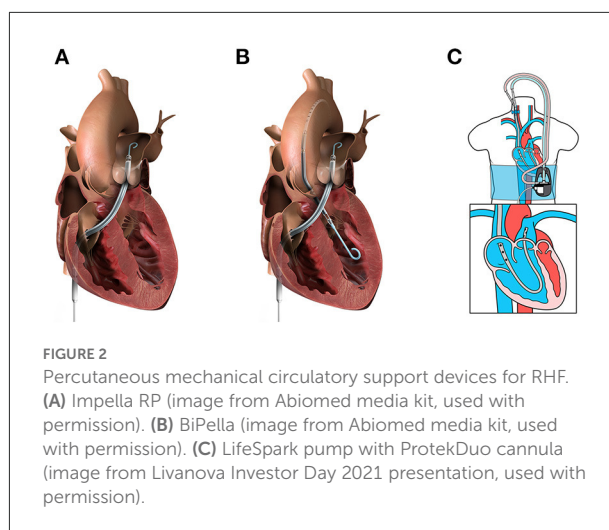 A
B
C
FIGURE 2
Percutaneous mechanical circulatory support devices for RHF.
(A) Impella RP (image from Abiomed media kit, used with
permission). (B) BiPella (image from Abiomed media kit, used
with permission). (C) LifeSpark pump with ProtekDuo cannula
(image from Livanova Investor Day 2021 presentation, used with
permission).